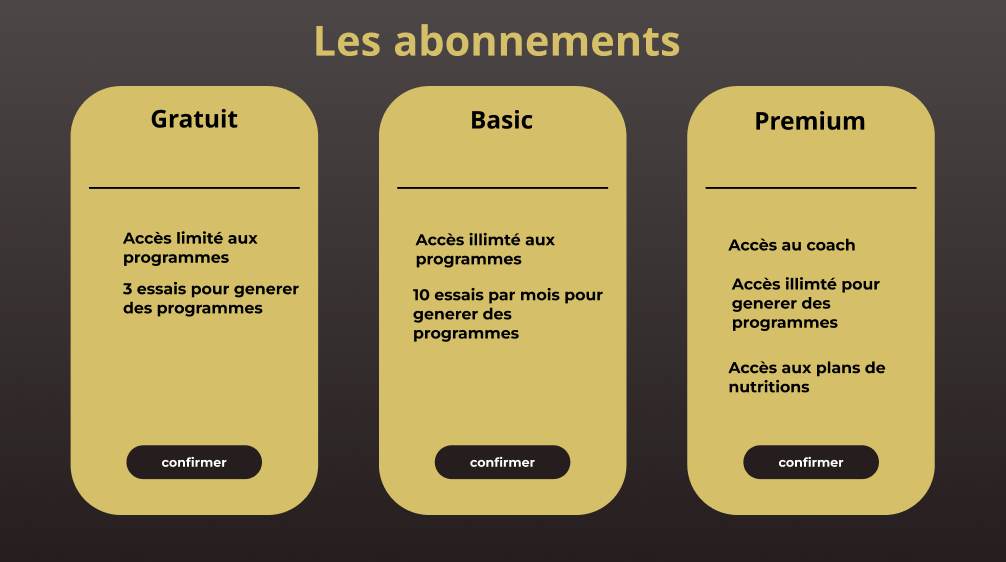 Les abonnements
Gratuit
Accès limité aux
programmes
3 essais pour generer
des programmes
confirmer
Basic
Accès illimté aux
programmes
10 essais par mois pour
generer des
programmes
confirmer
Premium
Accès au coach
Accès illimté pour
generer des
programmes
Accès aux plans de
nutritions
confirmer